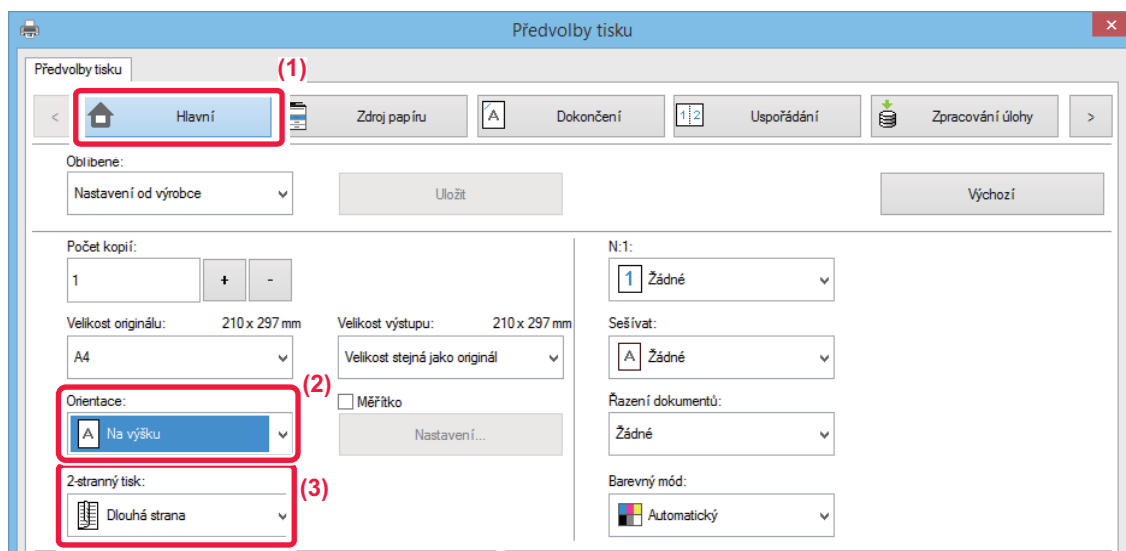 Předvolby tisku
Předvolby tisku
(1)
< Hlavní Zdroj papíru A Dokončení 1 2 Uspořádání Zpracování úlohy >
Oblíbené:
Nastavení od výrobce Uložit Výchozí
Počet kopií: N:1:
1 + - 1 Žádné
Velikost originálu: 210 x 297 mm Velikost výstupu: 210 x 297 mm Sešívat:
A4 Velikost stejná jako originál A Žádné
(2)
Orientace: Měřítko Řazení dokumentů:
A Na výšku Nastavení... Žádné
2-stranný tisk: (3) Barevný mód:
Dlouhá strana Automatický